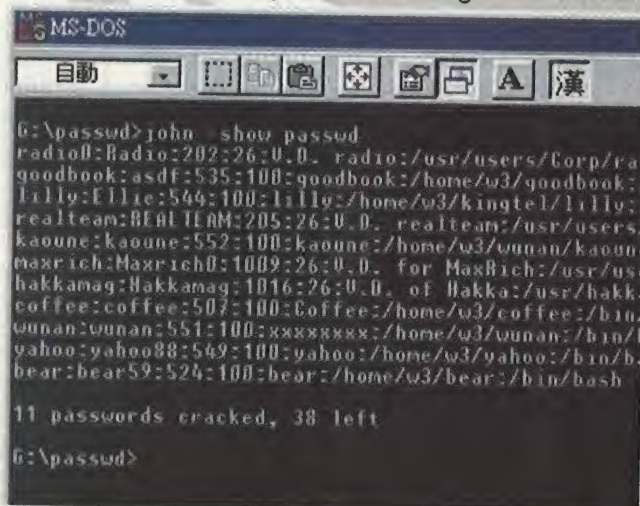 MS-DOS
自動 A 漢
G:\passwd>john -show passwd
radio0:Radio:202:26:V.D. radio:/usr/users/Corp/ra
goodbook:asdf:535:100:goodbook:/home/w3/goodbook:
lilly:Ellie:544:100:lilly:/home/w3/kingtel/lilly:
realteam:REALTEAM:205:26:V.D. realteam:/usr/users
kaoune:kaoune:552:100:kaoune:/home/w3/wunan/kaoun
maxrich:Maxrich0:1009:26:V.D. for MaxRich:/usr/us
hakkamag:Hakkamag:1016:26:V.D. of Hakka:/usr/hakk
coffee:coffee:507:100:Coffee:/home/w3/coffee:/bin/
wunan:wunan:551:100:xxxxxxxx:/home/w3/wunan:/bin/b
yahoo:yahoo88:549:100:yahoo:/home/w3/yahoo:/bin/b
bear:bear59:524:100:bear:/home/w3/bear:/bin/bash
11 passwords cracked, 38 left
G:\passwd>